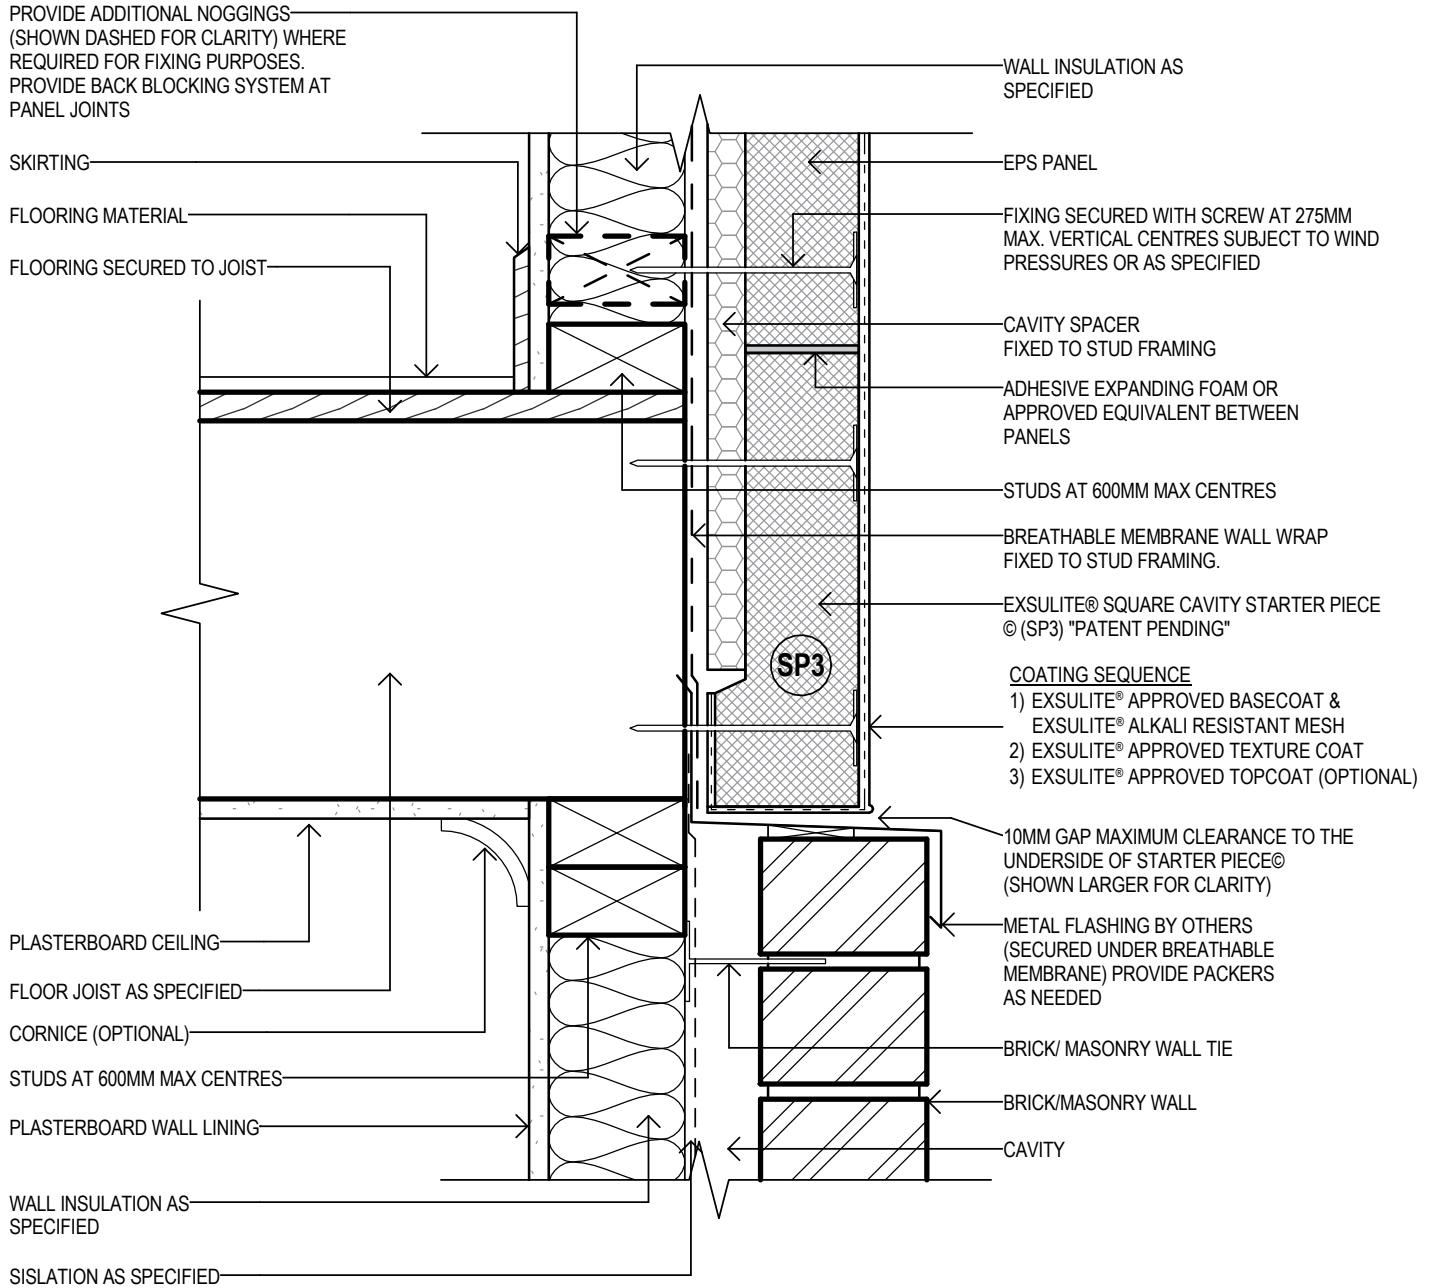 PROVIDE ADDITIONAL NOGGINGS
(SHOWN DASHED FOR CLARITY) WHERE
REQUIRED FOR FIXING PURPOSES.
PROVIDE BACK BLOCKING SYSTEM AT
PANEL JOINTS
SKIRTING
FLOORING MATERIAL
FLOORING SECURED TO JOIST
PLASTERBOARD CEILING
FLOOR JOIST AS SPECIFIED
CORNICE (OPTIONAL)
STUDS AT 600MM MAX CENTRES
PLASTERBOARD WALL LINING
WALL INSULATION AS
SPECIFIED
SISLATION AS SPECIFIED
SP3
WALL INSULATION AS
SPECIFIED
EPS PANEL
FIXING SECURED WITH SCREW AT 275MM
MAX. VERTICAL CENTRES SUBJECT TO WIND
PRESSURES OR AS SPECIFIED
CAVITY SPACER
FIXED TO STUD FRAMING
ADHESIVE EXPANDING FOAM OR
APPROVED EQUIVALENT BETWEEN
PANELS
STUDS AT 600MM MAX CENTRES
BREATHABLE MEMBRANE WALL WRAP
FIXED TO STUD FRAMING.
EXSULITE® SQUARE CAVITY STARTER PIECE
© (SP3) "PATENT PENDING"
COATING SEQUENCE
1) EXSULITE® APPROVED BASECOAT &
EXSULITE® ALKALI RESISTANT MESH
2) EXSULITE® APPROVED TEXTURE COAT
3) EXSULITE® APPROVED TOPCOAT (OPTIONAL)
10MM GAP MAXIMUM CLEARANCE TO THE
UNDERSIDE OF STARTER PIECE©
(SHOWN LARGER FOR CLARITY)
METAL FLASHING BY OTHERS
(SECURED UNDER BREATHABLE
MEMBRANE) PROVIDE PACKERS
AS NEEDED
BRICK/ MASONRY WALL TIE
BRICK/MASONRY WALL
CAVITY